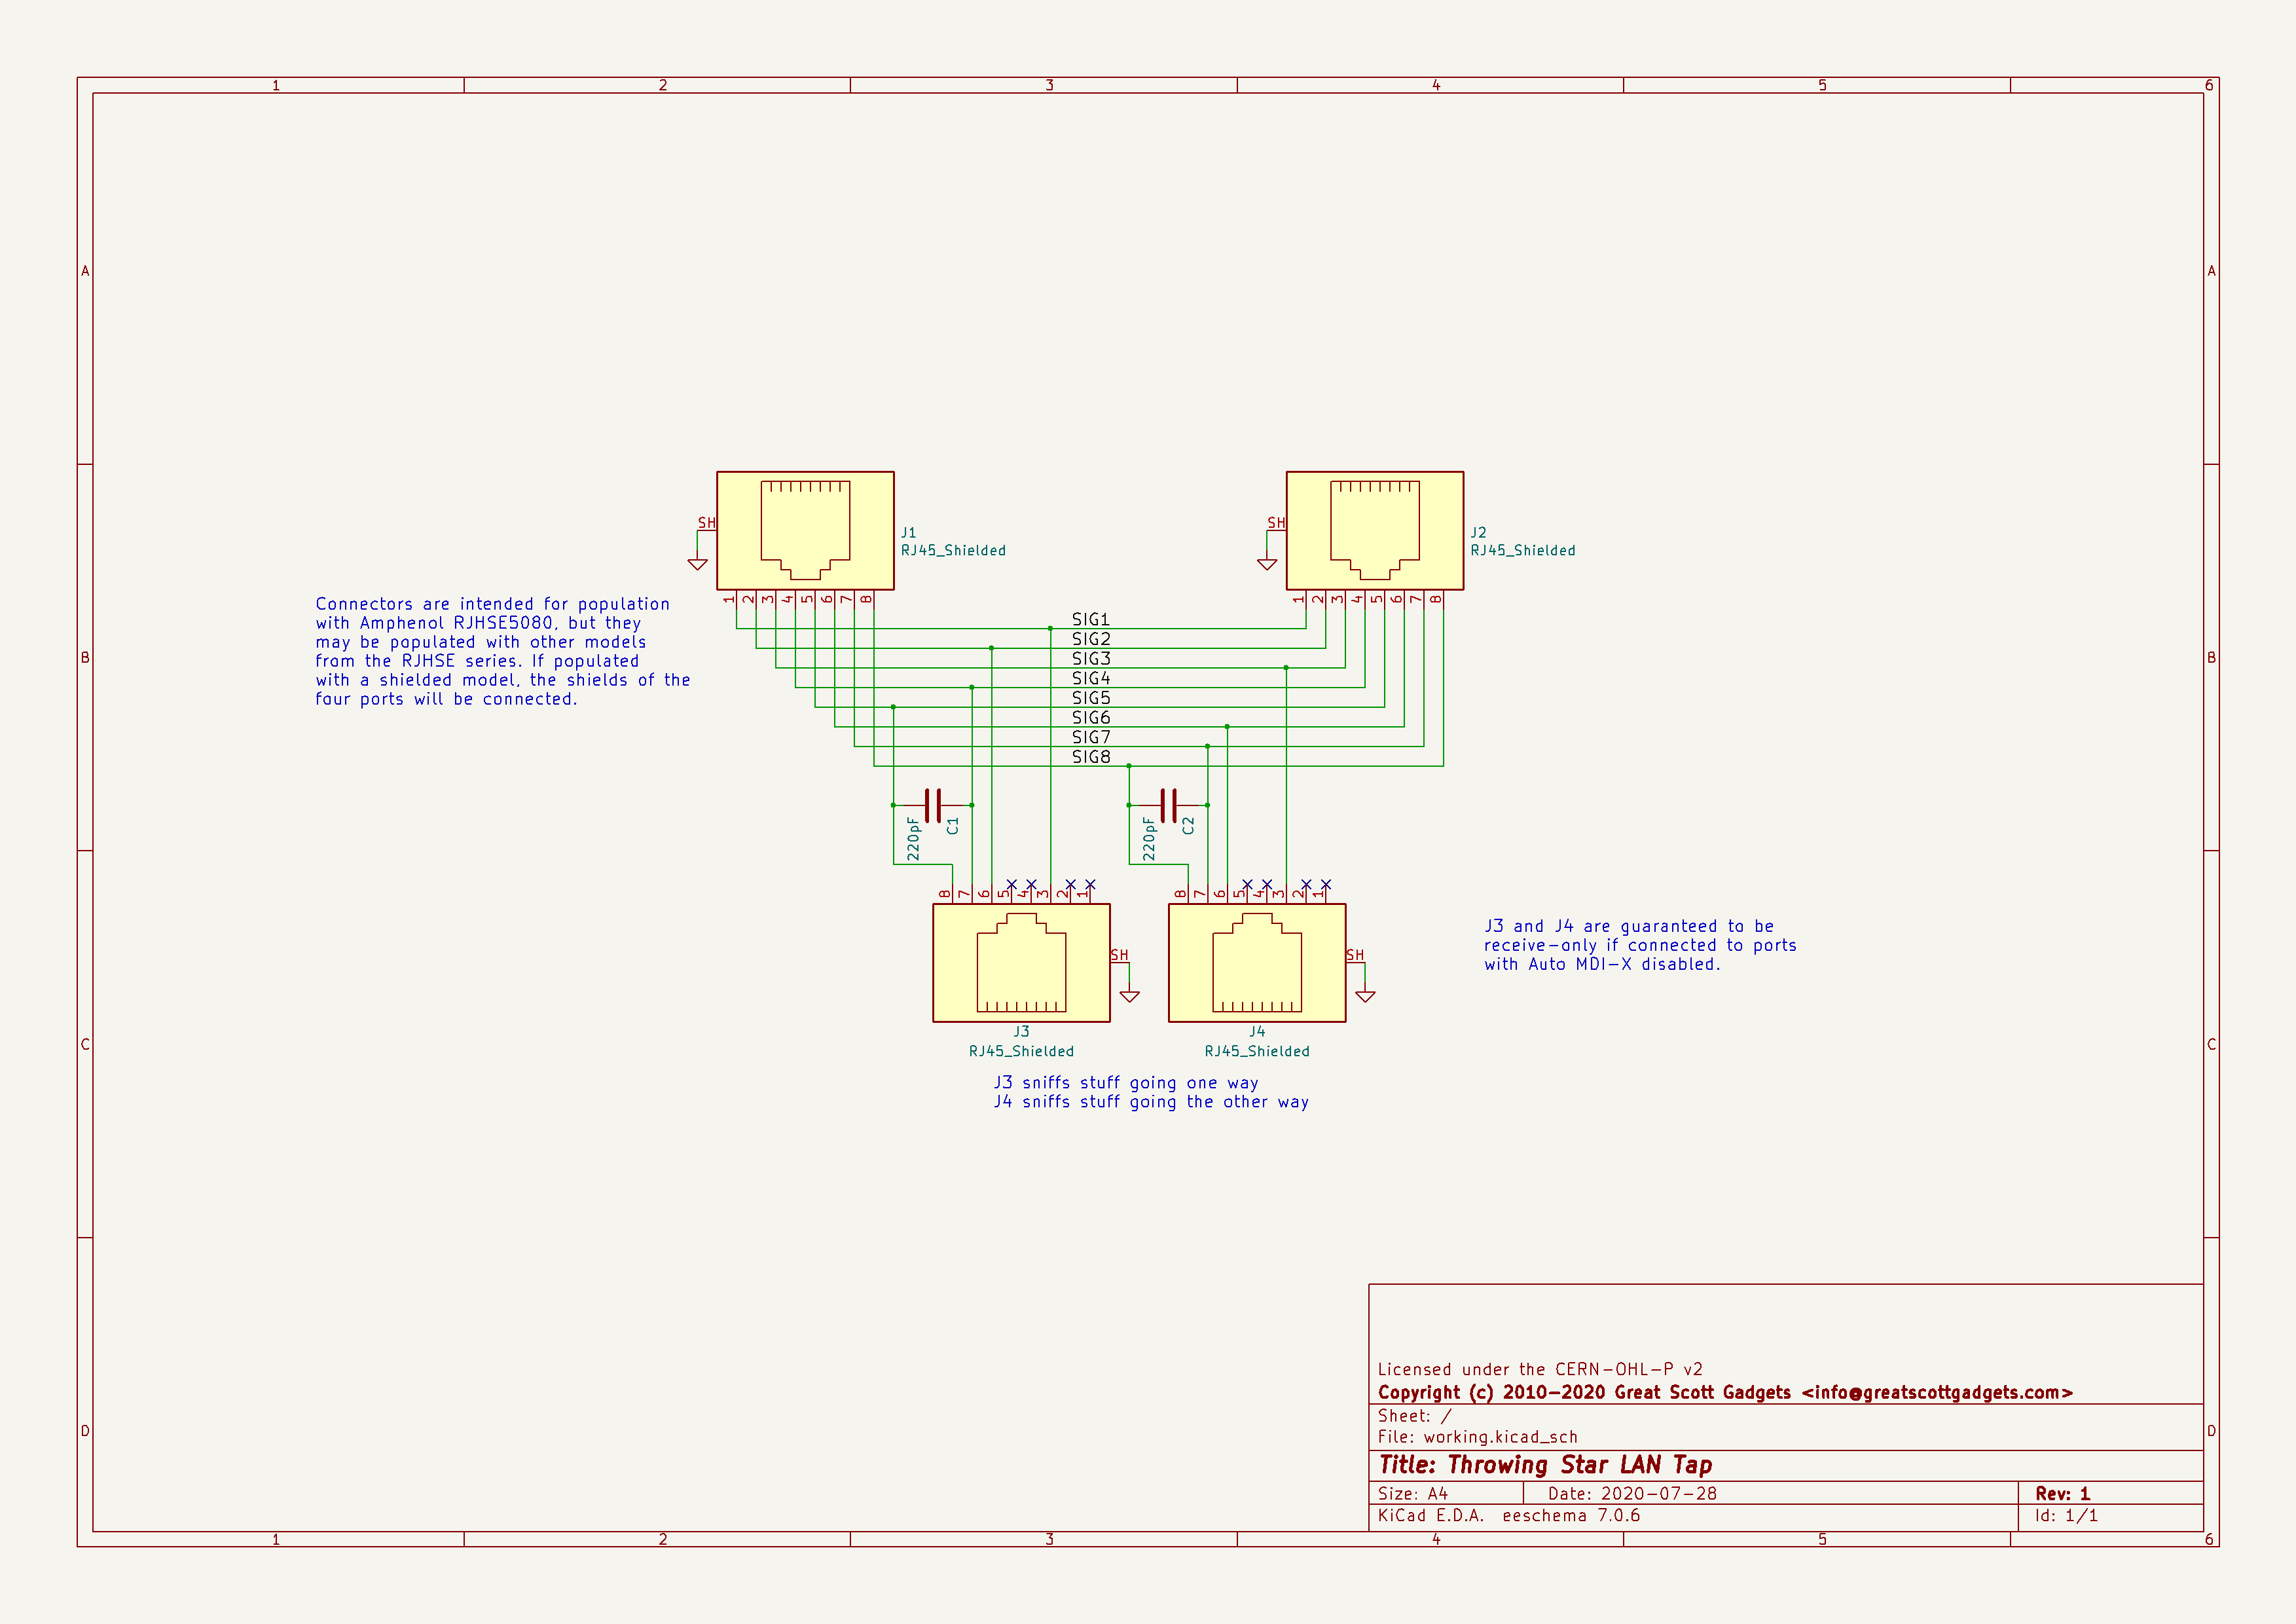 1 2 3 4 5 6
A A
SH
J1
RJ45_Shielded
SH
J2
RJ45_Shielded
1 2 3 4 5 6 7 8
1 2 3 4 5 6 7 8
Connectors are intended for population
with Amphenol RJHSE5080, but they
may be populated with other models
from the RJHSE series. If populated
with a shielded model, the shields of the
four ports will be connected.
SIG1
SIG2
SIG3
SIG4
SIG5
SIG6
SIG7
SIG8
B B
220pF
C1
220pF
C2
8 7 6 5 4 3 2 1
8 7 6 5 4 3 2 1
SH
SH
J3 and J4 are guaranteed to be
receive-only if connected to ports
with Auto MDI-X disabled.
J3
RJ45_Shielded
J4
RJ45_Shielded
C C
J3 sniffs stuff going one way
J4 sniffs stuff going the other way
Licensed under the CERN-OHL-P v2
Copyright (c) 2010-2020 Great Scott Gadgets <info@greatscottgadgets.com>
Sheet: /
File: working.kicad_sch
D D
Title: Throwing Star LAN Tap
Size: A4 Date: 2020-07-28 Rev: 1
KiCad E.D.A. eeschema 7.0.6 Id: 1/1
1 2 3 4 5 6